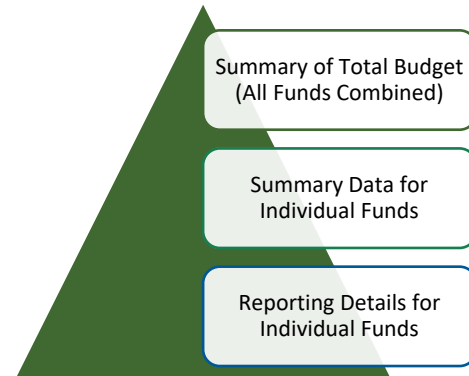 Summary of Total Budget
(All Funds Combined)
Summary Data for
Individual Funds
Reporting Details for
Individual Funds